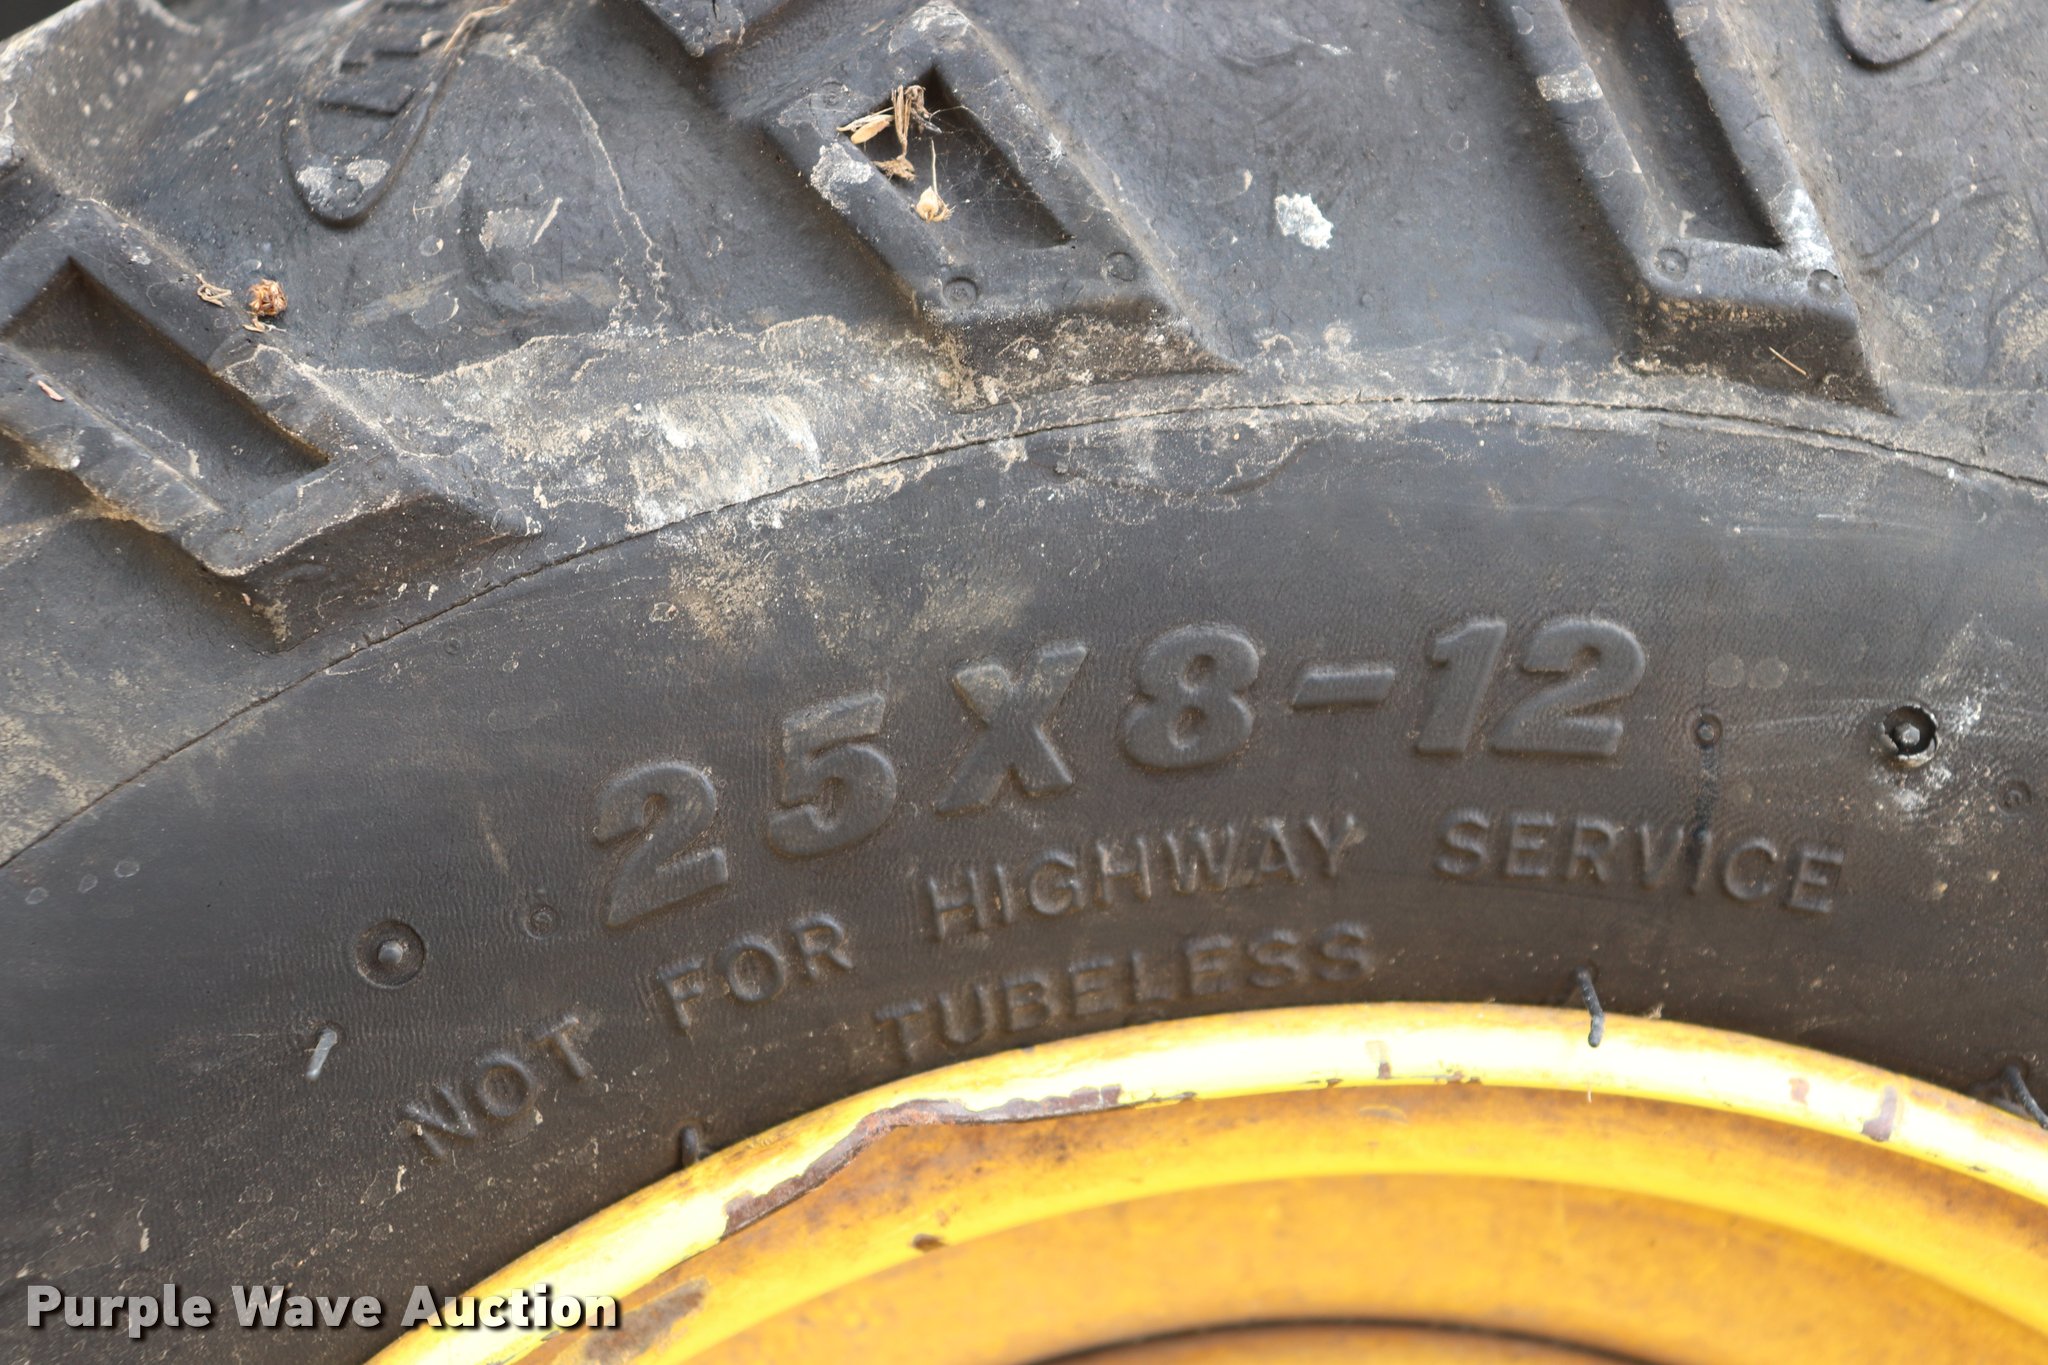 25X8-12
NOT FOR HIGHWAY SERVICE
TUBELESS
Purple Wave Auction